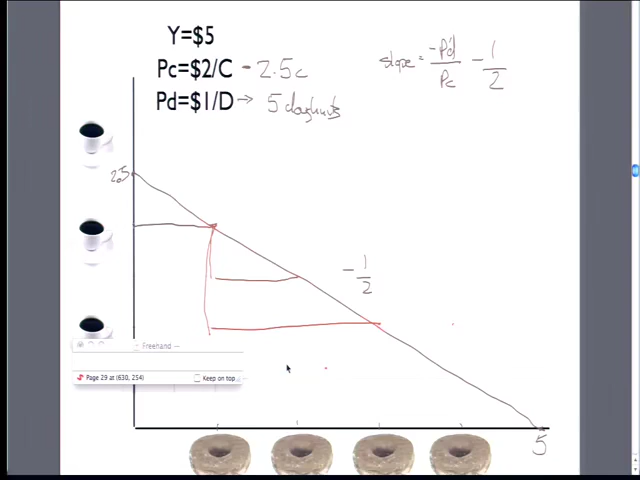 Y=$5
Pc=$2/C - 2.5c
Pd=$1/D → 5 doughnuts
slope = -Pd/Pc -1/2
2.5
-1/2
Freehand
Page 29 at (630, 254)
Keep on top
5